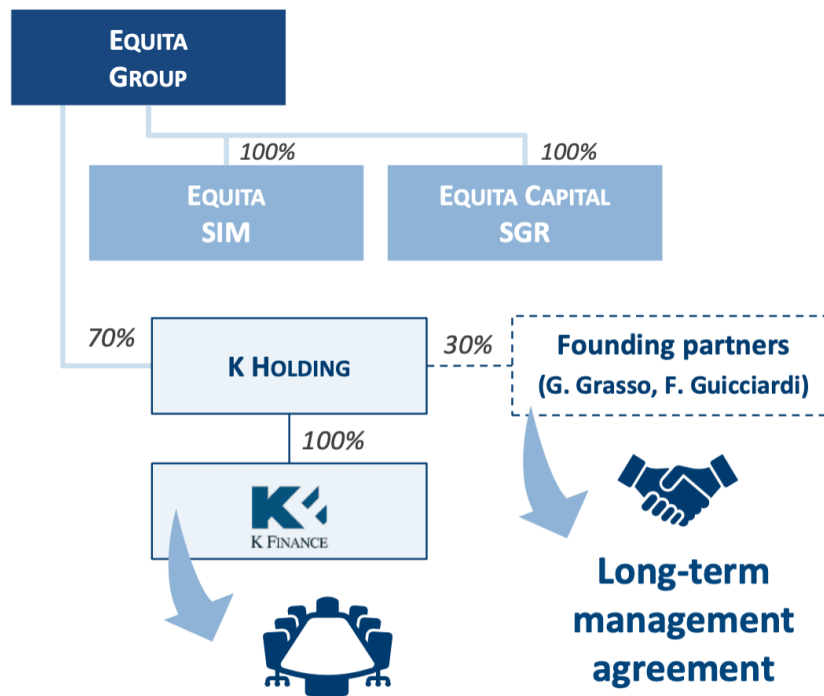 EQUITA
GROUP
100%
100%
EQUITA
SIM
EQUITA CAPITAL
SGR
70%
K HOLDING
30%
Founding partners
(G. Grasso, F. Guicciardi)
100%
K FINANCE
Long-term
management
agreement